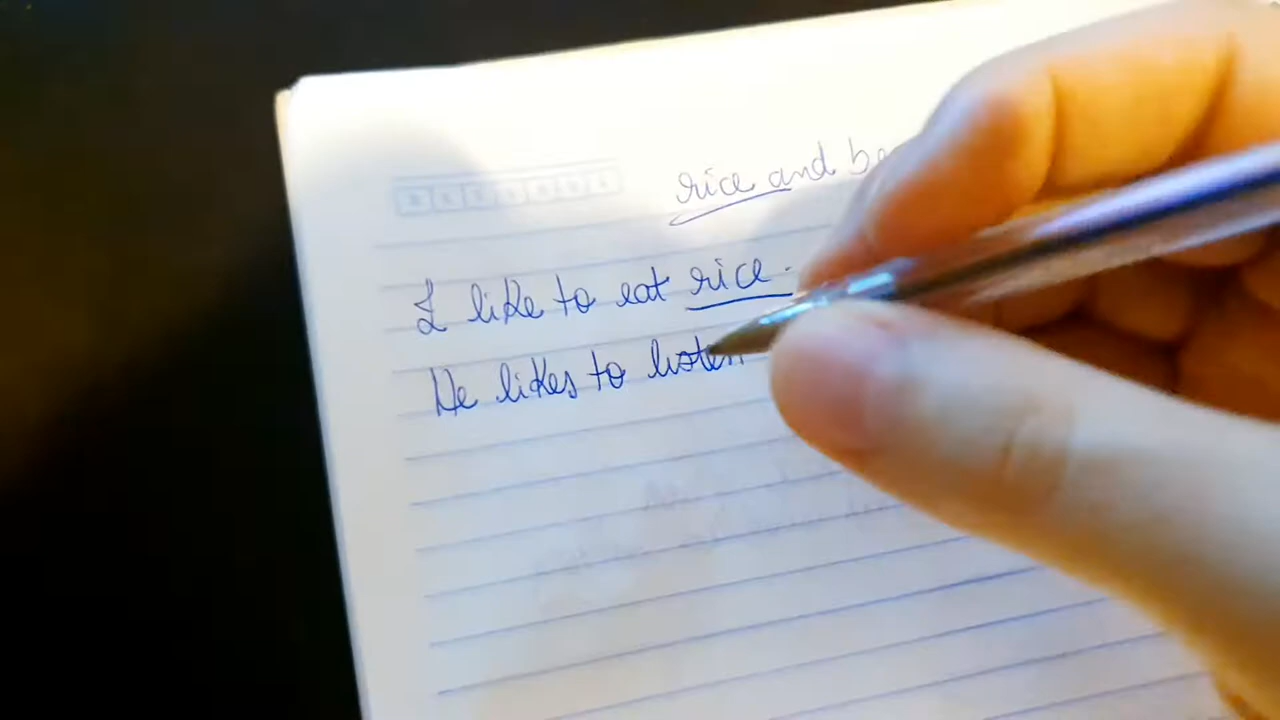 rice and
I like to eat rice.
He likes to listen